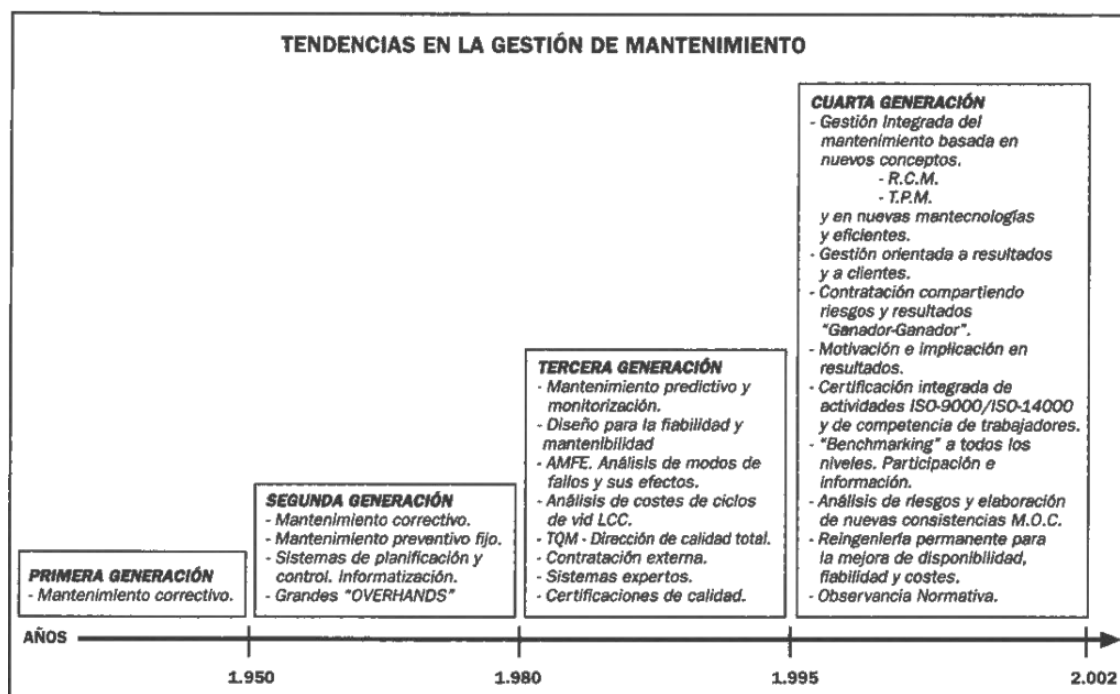 TENDENCIAS EN LA GESTIÓN DE MANTENIMIENTO
PRIMERA GENERACIÓN
- Mantenimiento correctivo.
SEGUNDA GENERACIÓN
- Mantenimiento correctivo.
- Mantenimiento preventivo fijo.
- Sistemas de planificación y
control. Informatización.
- Grandes "OVERHANDS"
TERCERA GENERACIÓN
- Mantenimiento predictivo y
monitorización.
- Diseño para la fiabilidad y
mantenibilidad
- AMFE. Análisis de modos de
fallos y sus efectos.
- Análisis de costes de ciclos
de vid LCC.
- TQM - Dirección de calidad total.
- Contratación externa.
- Sistemas expertos.
- Certificaciones de calidad.
CUARTA GENERACIÓN
- Gestión Integrada del
mantenimiento basada en
nuevos conceptos.
- R.C.M.
- T.P.M.
y en nuevas mantecnologías
y eficientes.
- Gestión orientada a resultados
y a clientes.
- Contratación compartiendo
riesgos y resultados
"Ganador-Ganador".
- Motivación e implicación en
resultados.
- Certificación integrada de
actividades ISO-9000/ISO-14000
y de competencia de trabajadores.
- "Benchmarking" a todos los
niveles. Participación e
información.
- Análisis de riesgos y elaboración
de nuevas consistencias M.O.C.
- Reingeniería permanente para
la mejora de disponibilidad,
fiabilidad y costes.
- Observancia Normativa.
AÑOS
1.950 1.980 1.995 2.002